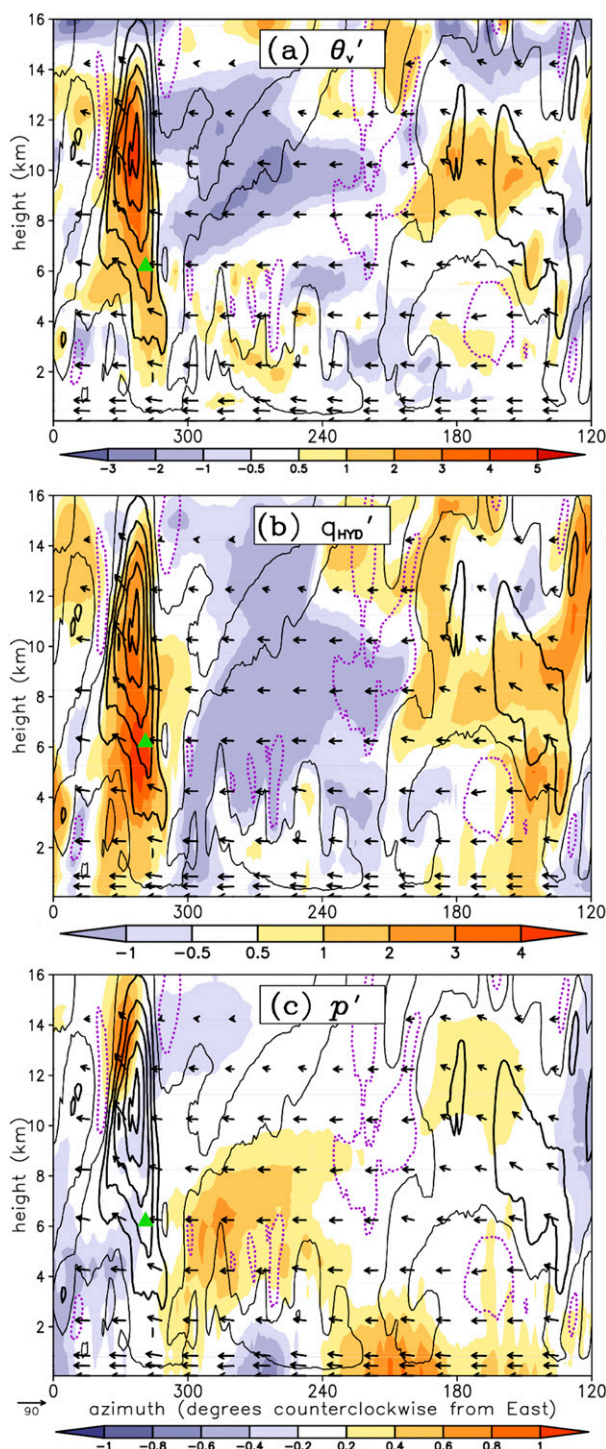 16
14
12
10
8
6
4
2
height (km)
(a) θᵥ′
0 300 240 180 120
-3 -2 -1 -0.5 0.5 1 2 3 4 5
16
14
12
10
8
6
4
2
height (km)
(b) qHYD′
0 300 240 180 120
-1 -0.5 0.5 1 2 3 4
16
14
12
10
8
6
4
2
height (km)
(c) p′
0 300 240 180 120
90
azimuth (degrees counterclockwise from East)
-1 -0.8 -0.6 -0.4 -0.2 0.2 0.4 0.6 0.8 1